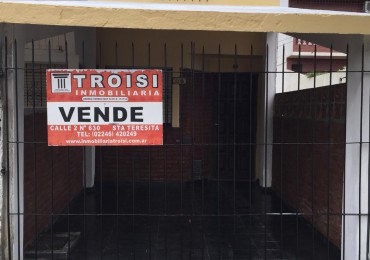 TROISI
INMOBILIARIA
VENDE
CALLE 2 Nº 630 STA TERESITA
TEL: (02246) 420249
www.inmobiliariatroisi.com.ar